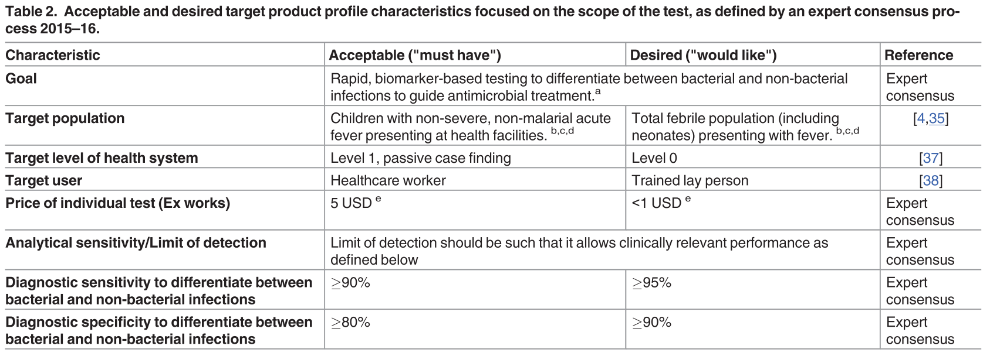 Table 2. Acceptable and desired target product profile characteristics focused on the scope of the test, as defined by an expert consensus pro-
cess 2015–16.
Characteristic Acceptable ("must have") Desired ("would like") Reference
Goal Rapid, biomarker-based testing to differentiate between bacterial and non-bacterial Expert
infections to guide antimicrobial treatment.a consensus
Target population Children with non-severe, non-malarial acute Total febrile population (including [4,35]
fever presenting at health facilities. b,c,d neonates) presenting with fever. b,c,d
Target level of health system Level 1, passive case finding Level 0 [37]
Target user Healthcare worker Trained lay person [38]
Price of individual test (Ex works) 5 USD e <1 USD e Expert
consensus
Analytical sensitivity/Limit of detection Limit of detection should be such that it allows clinically relevant performance as Expert
defined below consensus
Diagnostic sensitivity to differentiate between ≥90% ≥95% Expert
bacterial and non-bacterial infections consensus
Diagnostic specificity to differentiate between ≥80% ≥90% Expert
bacterial and non-bacterial infections consensus